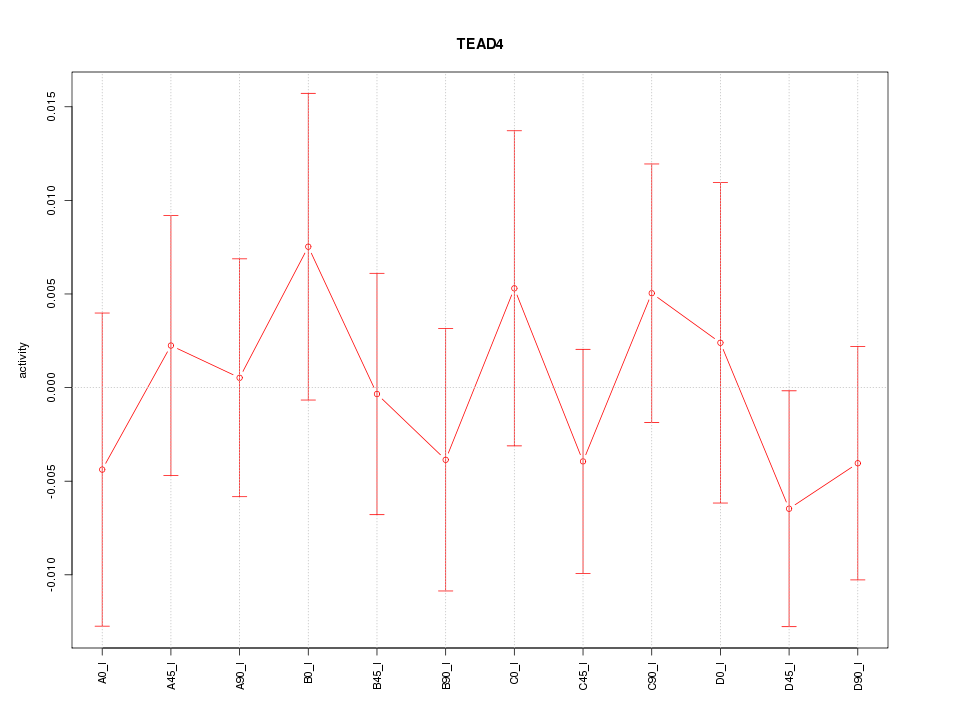 TEAD4
activity
0.015
0.010
0.005
0.000
-0.005
-0.010
A0_I
A45_I
A90_I
B0_I
B45_I
B90_I
C0_I
C45_I
C90_I
D0_I
D45_I
D90_I